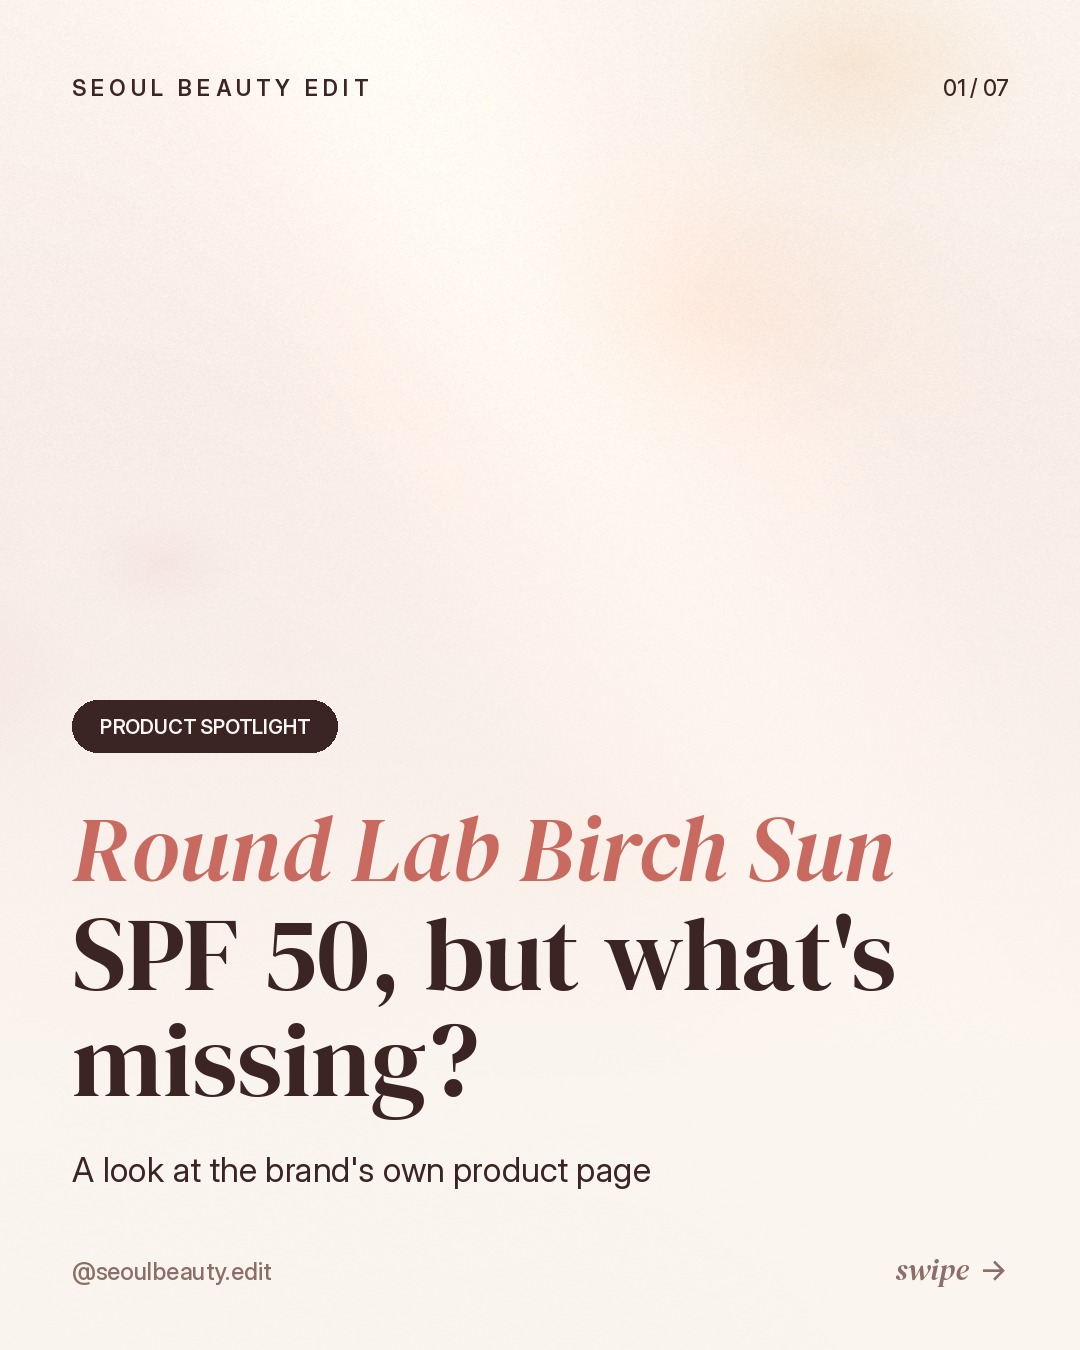 SEOUL BEAUTY EDIT
01 / 07
PRODUCT SPOTLIGHT
Round Lab Birch Sun
SPF 50, but what's
missing?
A look at the brand's own product page
@seoulbeauty.edit
swipe →